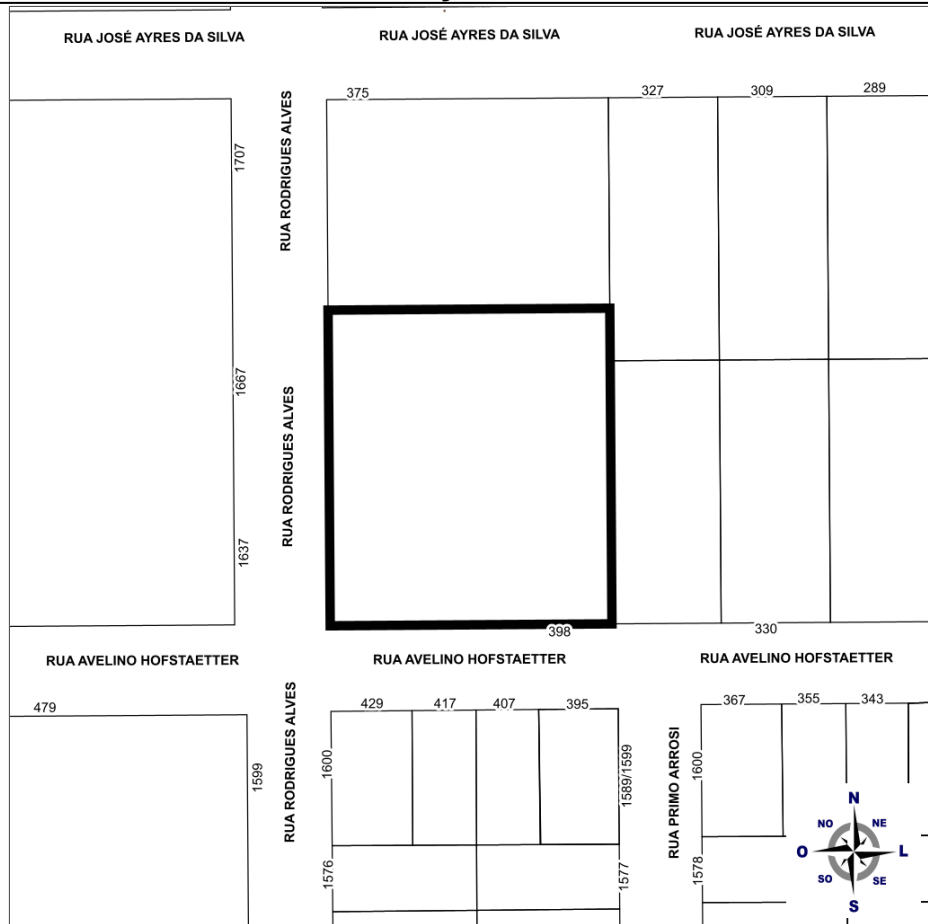 RUA JOSÉ AYRES DA SILVA
RUA JOSÉ AYRES DA SILVA
RUA JOSÉ AYRES DA SILVA
375
327
309
289
1707
RUA RODRIGUES ALVES
1667
RUA RODRIGUES ALVES
1637
398
330
RUA AVELINO HOFSTAETTER
RUA AVELINO HOFSTAETTER
RUA AVELINO HOFSTAETTER
479
429
417
407
395
367
355
343
1599
RUA RODRIGUES ALVES
1600
1589/1599
RUA PRIMO ARROSI
1600
1576
1577
1578
N
NO
NE
O
L
SO
SE
S